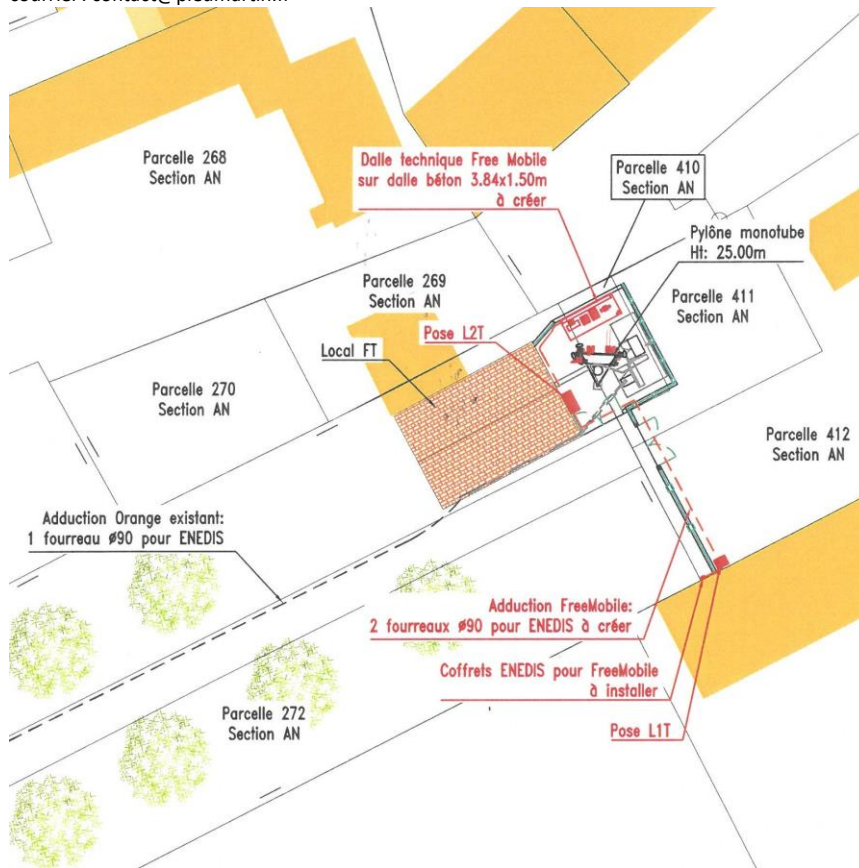 Parcelle 268
Section AN
Dalle technique Free Mobile
sur dalle béton 3.84x1.50m
à créer
Parcelle 410
Section AN
Pylône monotube
Ht: 25.00m
Parcelle 269
Section AN
Parcelle 411
Section AN
Pose L2T
Local FT
Parcelle 270
Section AN
Parcelle 412
Section AN
Adduction Orange existant:
1 fourreau ø90 pour ENEDIS
Adduction FreeMobile:
2 fourreaux ø90 pour ENEDIS à créer
Coffrets ENEDIS pour FreeMobile
à installer
Parcelle 272
Section AN
Pose L1T